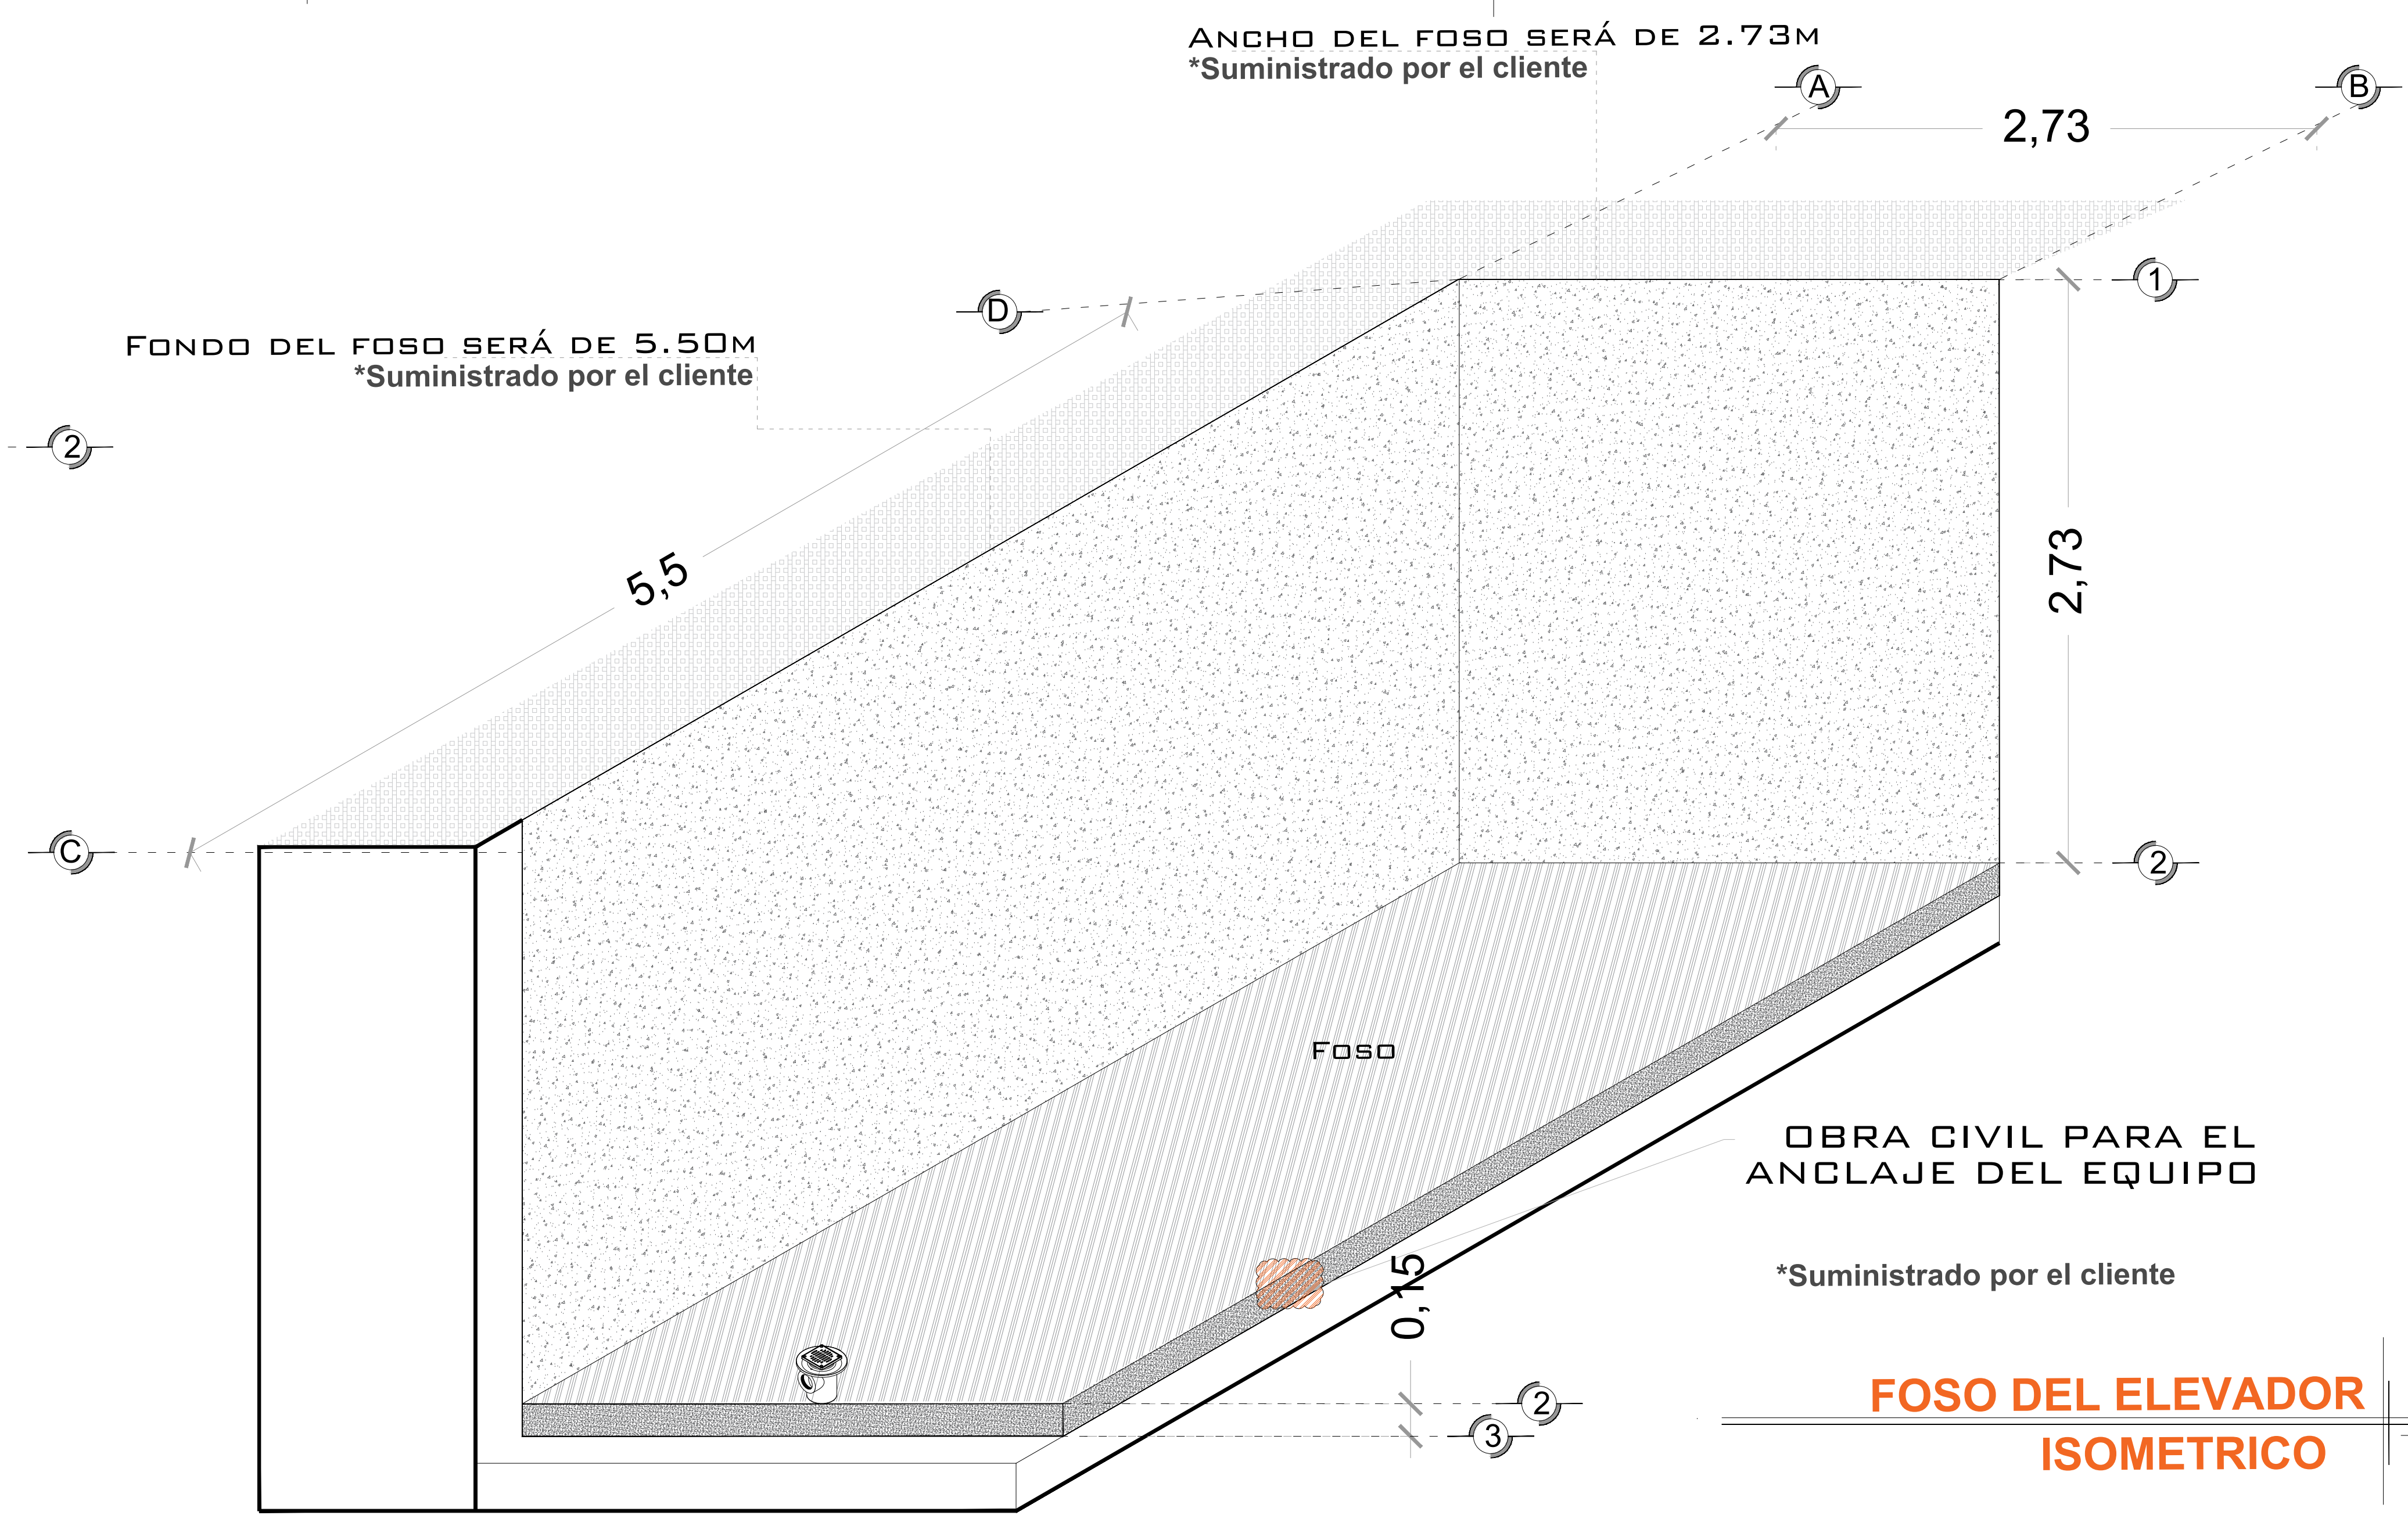 ANCHO DEL FOSO SERÁ DE 2.73M
*Suministrado por el cliente
A
B
2,73
1
D
FONDO DEL FOSO SERÁ DE 5.50M
*Suministrado por el cliente
2
5,5
2,73
C
2
FOSO
OBRA CIVIL PARA EL
ANCLAJE DEL EQUIPO
*Suministrado por el cliente
0,15
2
3
FOSO DEL ELEVADOR
ISOMETRICO